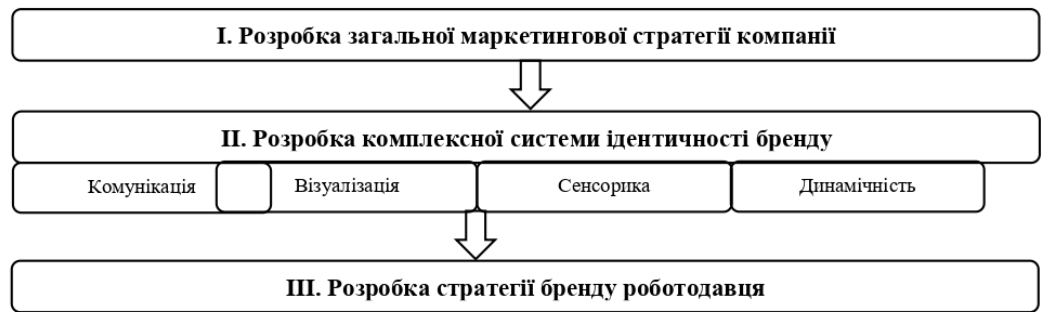 I. Розробка загальної маркетингової стратегії компанії
II. Розробка комплексної системи ідентичності бренду
Комунікація Візуалізація Сенсорика Динамічність
III. Розробка стратегії бренду роботодавця